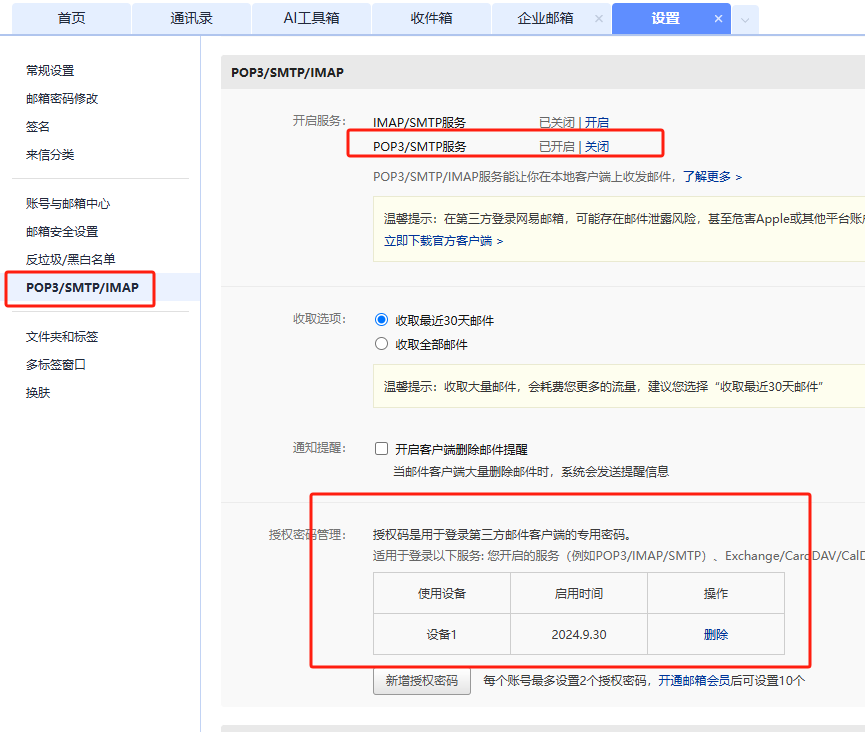 首页 通讯录 AI工具箱 收件箱 企业邮箱 设置
常规设置
邮箱密码修改
签名
来信分类
账号与邮箱中心
邮箱安全设置
反垃圾/黑白名单
POP3/SMTP/IMAP
文件夹和标签
多标签窗口
换肤
POP3/SMTP/IMAP
开启服务： IMAP/SMTP服务 已关闭 | 开启
POP3/SMTP服务 已开启 | 关闭
POP3/SMTP/IMAP服务能让你在本地客户端上收发邮件，了解更多 >
温馨提示：在第三方登录网易邮箱，可能存在邮件泄露风险，甚至危害Apple或其他平台账
立即下载官方客户端 >
收取选项： 收取最近30天邮件
收取全部邮件
温馨提示：收取大量邮件，会耗费您更多的流量，建议您选择“收取最近30天邮件”
通知提醒： 开启客户端删除邮件提醒
当邮件客户端大量删除邮件时，系统会发送提醒信息
授权密码管理： 授权码是用于登录第三方邮件客户端的专用密码。
适用于登录以下服务: 您开启的服务（例如POP3/IMAP/SMTP）、Exchange/CardDAV/CalD
使用设备 启用时间 操作
设备1 2024.9.30 删除
新增授权密码 每个账号最多设置2个授权密码，开通邮箱会员后可设置10个